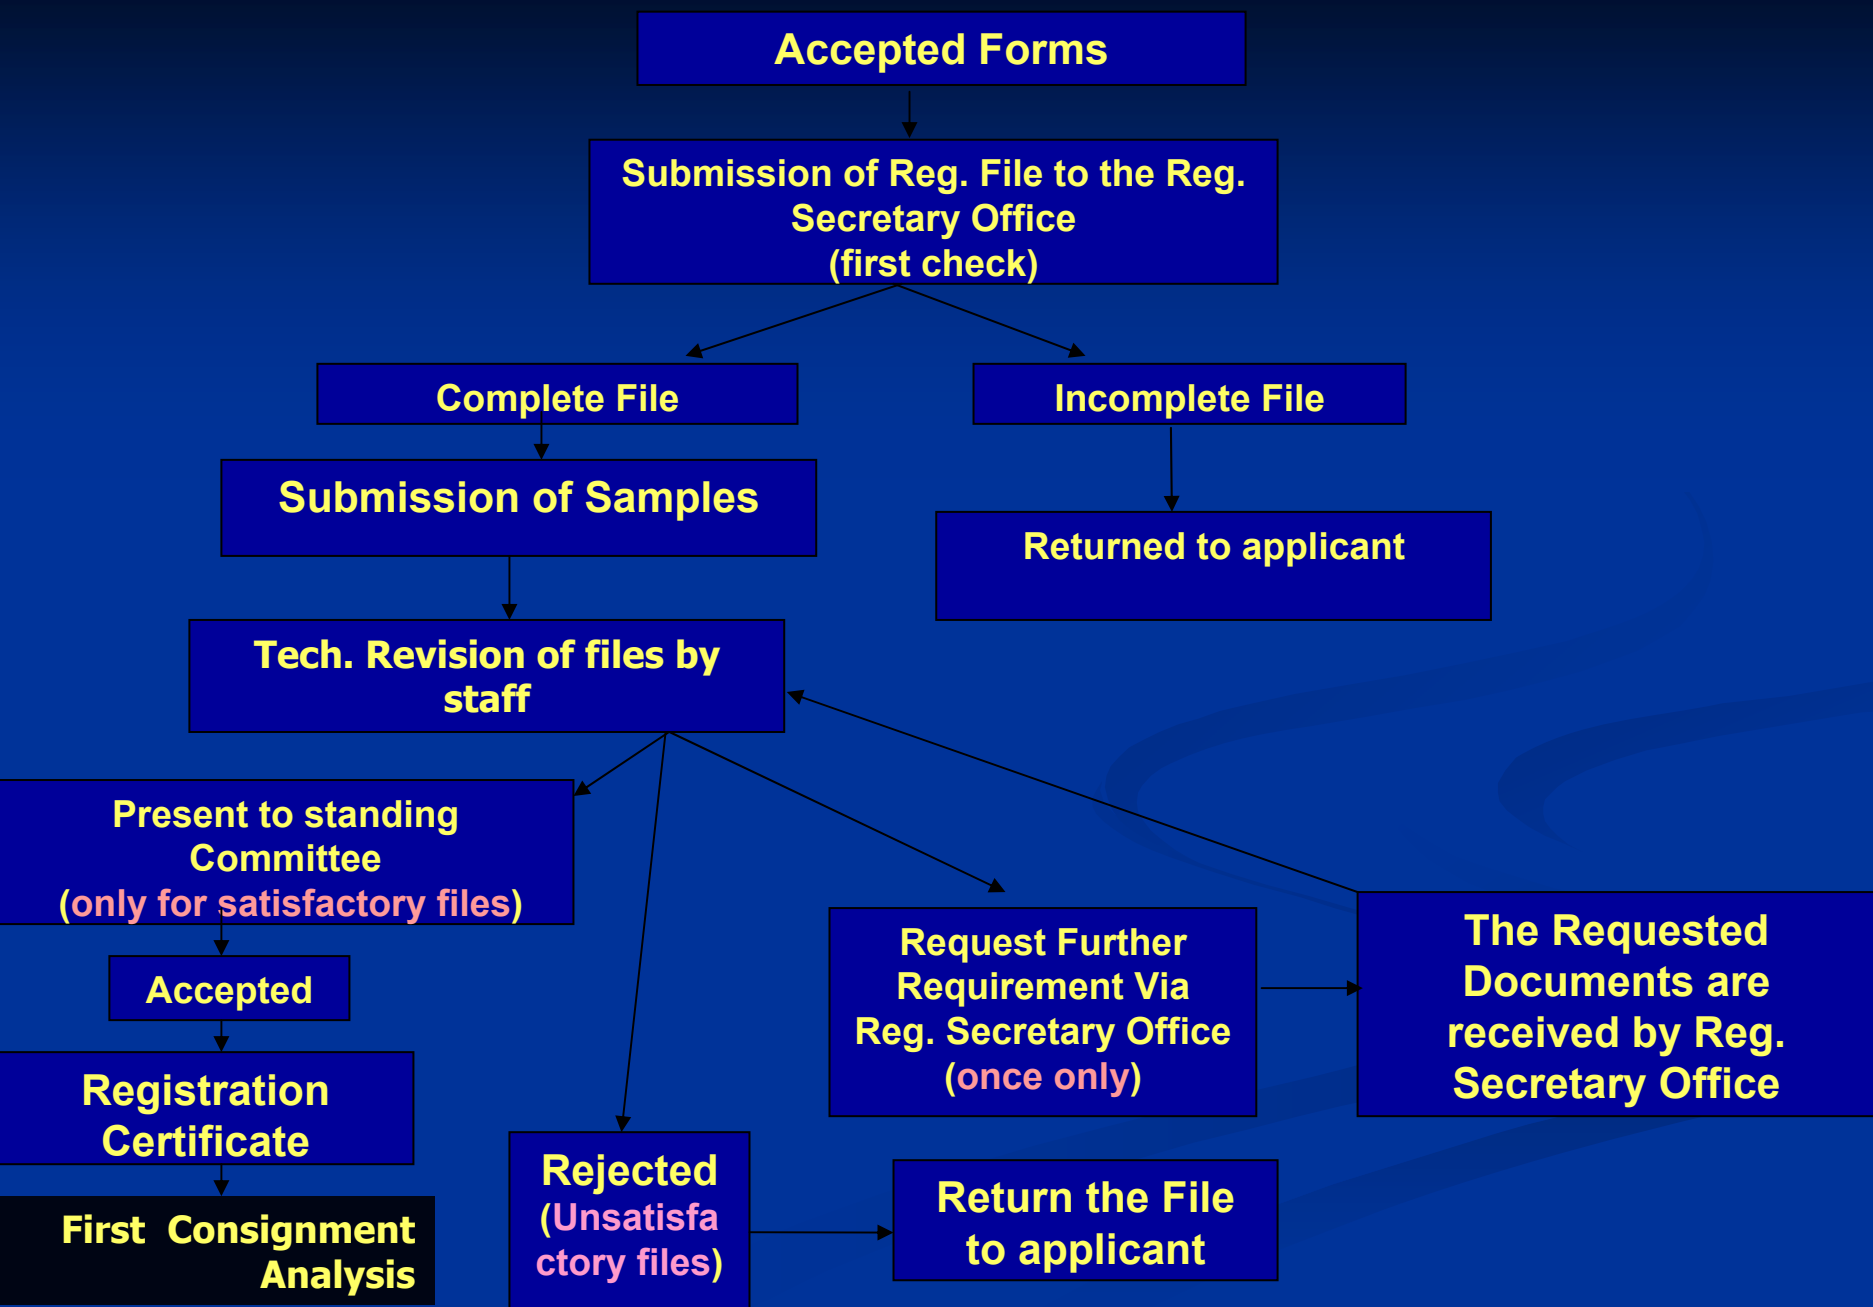 Accepted Forms
Submission of Reg. File to the Reg.
Secretary Office
(first check)
Complete File
Incomplete File
Submission of Samples
Returned to applicant
Tech. Revision of files by
staff
Present to standing
Committee
(only for satisfactory files)
Accepted
Registration
Certificate
First Consignment
Analysis
Rejected
(Unsatisfa
ctory files)
Return the File
to applicant
Request Further
Requirement Via
Reg. Secretary Office
(once only)
The Requested
Documents are
received by Reg.
Secretary Office